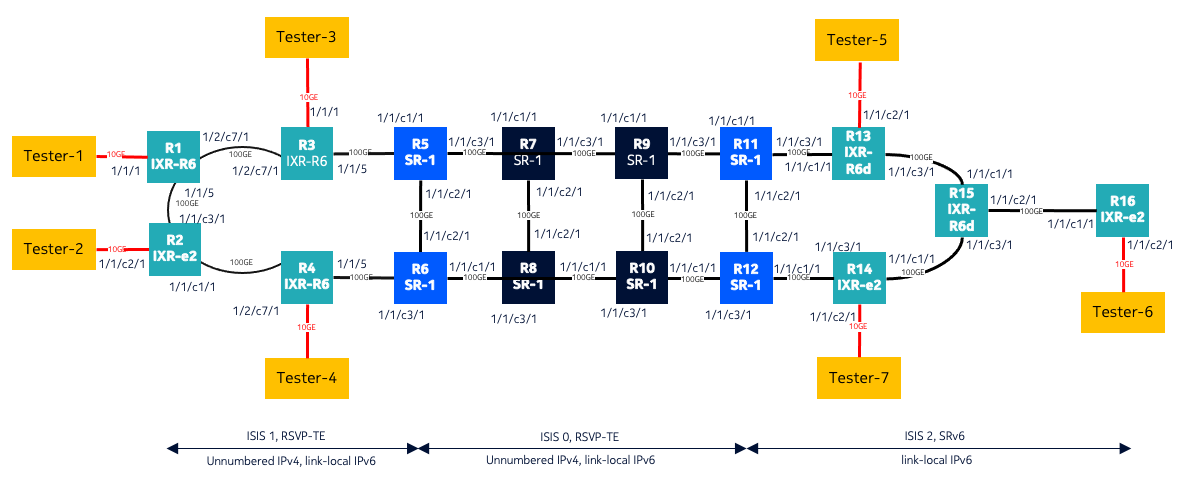 Tester-3
Tester-5
10GE
10GE
1/1/1
1/1/c2/1
1/1/c1/1
1/1/c1/1
1/1/c1/1
1/1/c1/1
Tester-1
10GE
1/1/1
R1
IXR-R6
1/2/c7/1
100GE
1/2/c7/1
R3
IXR-R6
100GE
1/1/5
R5
SR-1
1/1/c3/1
100GE
R7
SR-1
1/1/c3/1
100GE
R9
SR-1
1/1/c3/1
100GE
R11
SR-1
1/1/c3/1
100GE
1/1/c1/1
R13
IXR-
R6d
100GE
1/1/c3/1
1/1/c1/1
1/1/5
100GE
1/1/c3/1
1/1/c2/1
100GE
1/1/c2/1
1/1/c2/1
100GE
1/1/c2/1
1/1/c2/1
100GE
1/1/c2/1
1/1/c2/1
100GE
1/1/c2/1
R15
IXR-
R6d
1/1/c2/1
100GE
1/1/c1/1
R16
IXR-e2
1/1/c2/1
1/1/c3/1
Tester-2
10GE
1/1/c2/1
R2
IXR-e2
1/1/c1/1
100GE
R4
IXR-R6
1/1/5
100GE
R6
SR-1
1/1/c1/1
100GE
R8
SR-1
1/1/c1/1
100GE
R10
SR-1
1/1/c1/1
100GE
R12
SR-1
1/1/c1/1
100GE
1/1/c3/1
R14
IXR-e2
1/1/c1/1
100GE
10GE
1/2/c7/1
1/1/c3/1
1/1/c3/1
1/1/c3/1
1/1/c3/1
1/1/c2/1
10GE
10GE
Tester-6
Tester-4
Tester-7
ISIS 1, RSVP-TE
ISIS 0, RSVP-TE
ISIS 2, SRv6
Unnumbered IPv4, link-local IPv6
Unnumbered IPv4, link-local IPv6
link-local IPv6